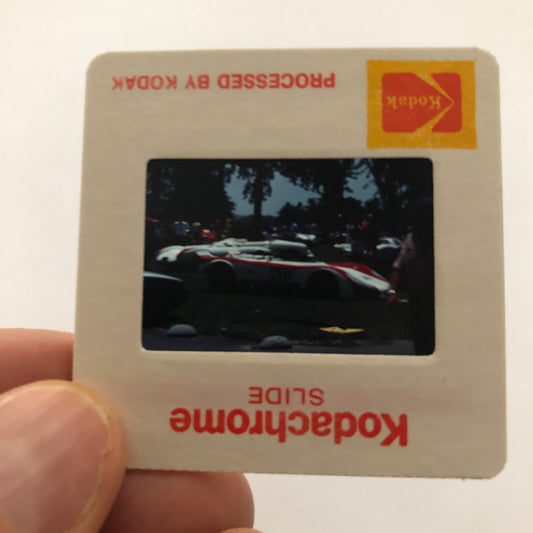 Kodachrome
SLIDE
Kodak
PROCESSED BY KODAK